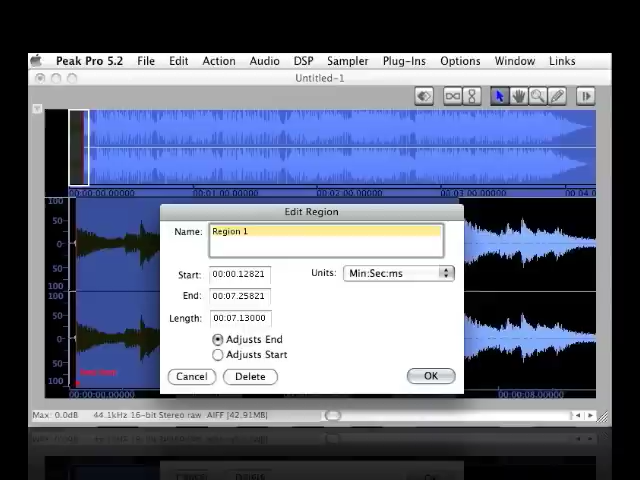 Peak Pro 5.2 File Edit Action Audio DSP Sampler Plug-Ins Options Window Links
Untitled-1
00:00:00.00000 00:01:00.00000 00:02:00.00000 00:03:00.00000 00:04.0
100
50
0
50
100
100
50
0
50
100
Edit Region
Name: Region 1
Start: 00:00.12821
Units: Min:Sec:ms
End: 00:07.25821
Length: 00:07.13000
Adjusts End
Adjusts Start
Cancel Delete OK
00:00:00.00000 00:00:08.00000
Max: 0.0dB 44.1kHz 16-bit Stereo raw AIFF [42.91MB]